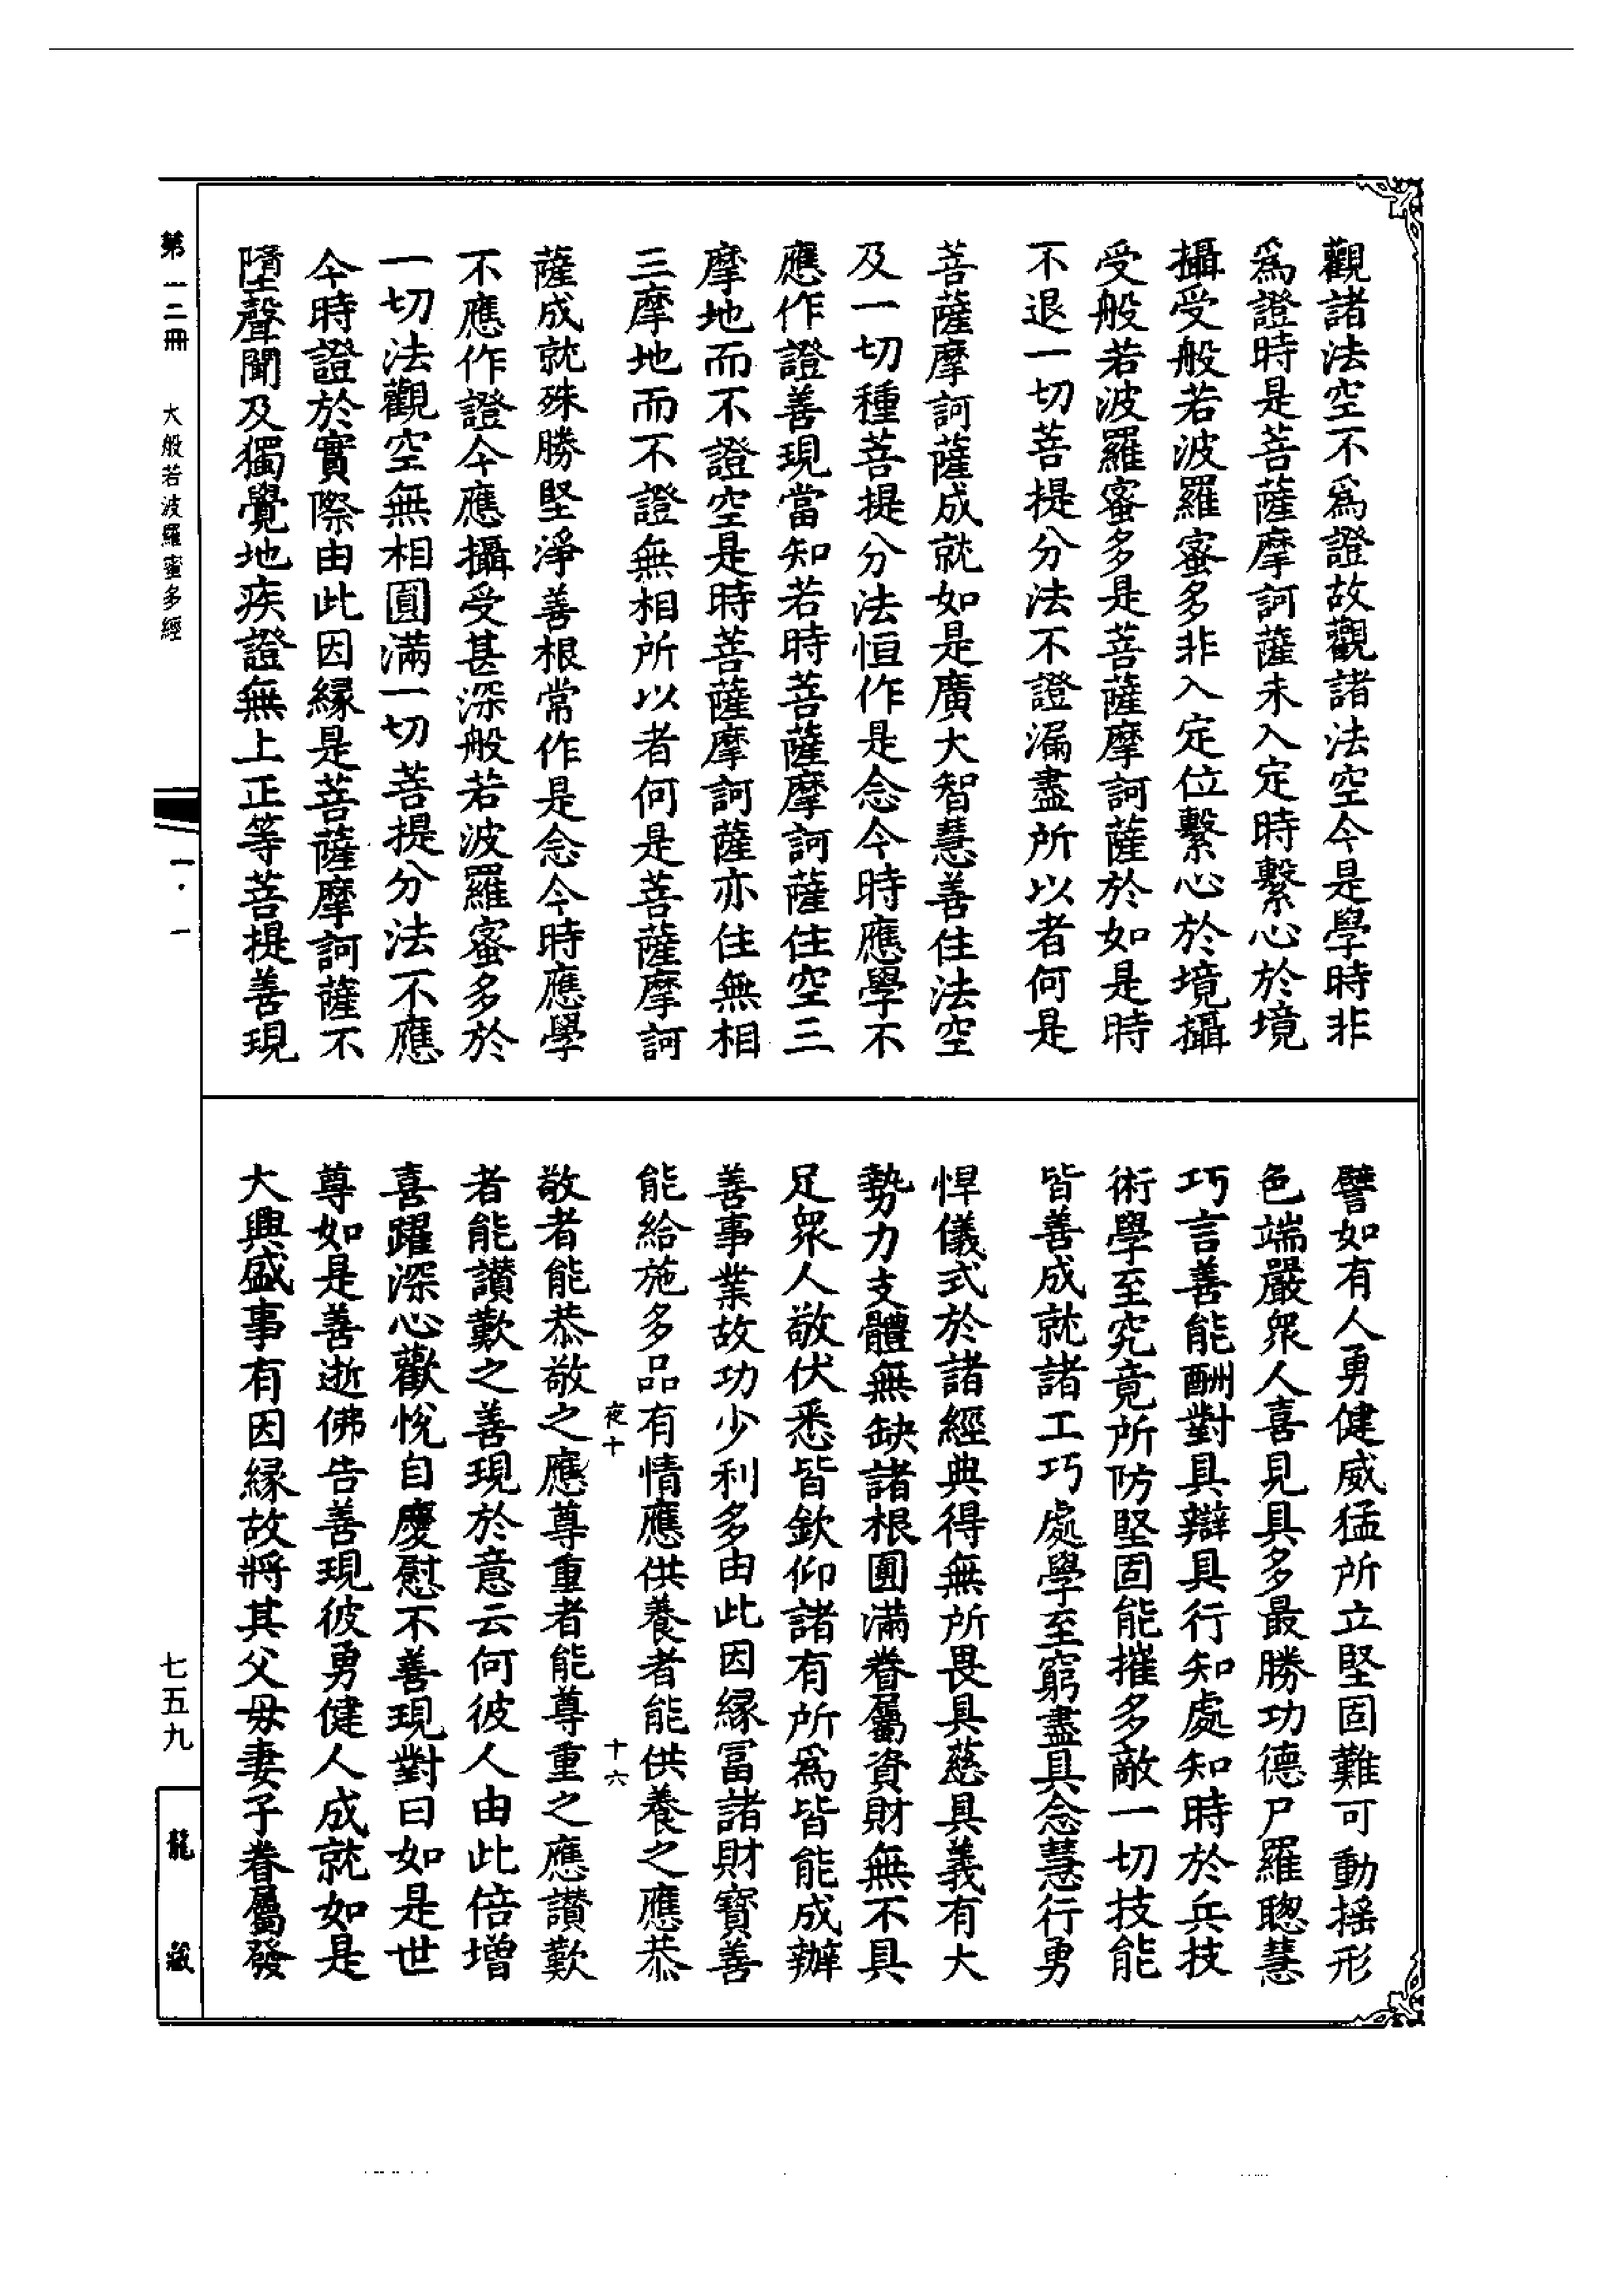 觀諸法空不爲證故觀諸法空今是學時非
爲證時是菩薩摩訶薩未入定時繫心於境
攝受般若波羅蜜多非入定位繫心於境攝
受般若波羅蜜多是菩薩摩訶薩於如是時
不退一切菩提分法不證漏盡所以者何是
菩薩摩訶薩成就如是廣大智慧善住法空
及一切種菩提分法恒作是念今時應學不
應作證善現當知若時菩薩摩訶薩住空三
摩地而不證空是時菩薩摩訶薩亦住無相
三摩地而不證無相所以者何是菩薩摩訶
薩成就殊勝堅淨善根常作是念今時應學
不應作證今應攝受甚深般若波羅蜜多於
一切法觀空無相圓滿一切菩提分法不應
今時證於實際由此因緣是菩薩摩訶薩不
墮聲聞及獨覺地疾證無上正等菩提善現
譬如有人勇健威猛所立堅固難可動搖形
色端嚴衆人喜見具多最勝功德尸羅聰慧
巧言善能酬對具辯具行知處知時於兵技
術學至究竟所防堅固能摧多敵一切技能
皆善成就諸工巧處學至窮盡具念慧行勇
悍儀式於諸經典得無所畏具慈具義有大
勢力支體無缺諸根圓滿眷屬資財無不具
足衆人敬伏悉皆欽仰諸有所爲皆能成辦
善事業故功少利多由此因緣富諸財寶善
能給施多品有情應供養者能供養之應恭
夜十 十六
敬者能恭敬之應尊重者能尊重之應讚歎
者能讚歎之善現於意云何彼人由此倍增
喜躍深心歡悅自慶慰不善現對曰如是世
尊如是善逝佛告善現彼勇健人成就如是
大興盛事有因緣故將其父母妻子眷屬發
第一二冊 大般若波羅蜜多經
一·一
七五九
龍藏